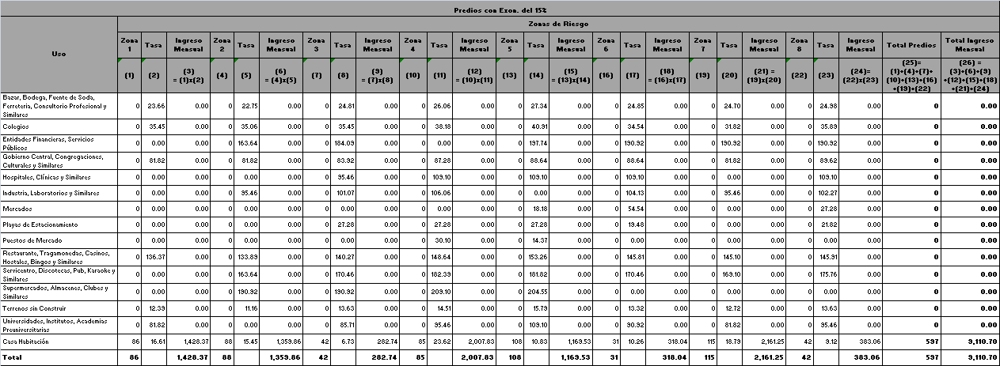 Predios con Exon. del 15%
Uso
Zonas de Riesgo
Zona 1 Tasa Ingreso Mensual Zona 2 Tasa Ingreso Mensual Zona 3 Tasa Ingreso Mensual Zona 4 Tasa Ingreso Mensual Zona 5 Tasa Ingreso Mensual Zona 6 Tasa Ingreso Mensual Zona 7 Tasa Ingreso Mensual Zona 8 Tasa Ingreso Mensual Total Predios Total Ingreso Mensual
(1) (2) (3) = (1)x(2) (4) (5) (6) = (4)x(5) (7) (8) (9) = (7)x(8) (10) (11) (12) = (10)x(11) (13) (14) (15) = (13)x(14) (16) (17) (18) = (16)x(17) (19) (20) (21) = (19)x(20) (22) (23) (24)= (22)x(23) (25)= (1)+(4)+(7)+ (10)+(13)+(16) +(19)+(22) (26) = (3)+(6)+(9) +(12)+(15)+(18) +(21)+(24)
Bazar, Bodega, Fuente de Soda, Ferretería, Consultorio Profesional y Similares 0 23.66 0.00 0 22.75 0.00 0 24.81 0.00 0 26.06 0.00 0 27.34 0.00 0 24.85 0.00 0 24.70 0.00 0 24.98 0.00 0 0.00
Colegios 0 35.45 0.00 0 35.06 0.00 0 35.45 0.00 0 38.18 0.00 0 40.91 0.00 0 34.54 0.00 0 31.82 0.00 0 35.89 0.00 0 0.00
Entidades Financieras, Servicios Públicos 0 0.00 0.00 0 163.64 0.00 0 184.09 0.00 0 0.00 0.00 0 197.74 0.00 0 190.92 0.00 0 190.92 0.00 0 190.92 0.00 0 0.00
Gobierno Central, Congregaciones, Culturales y Similares 0 81.82 0.00 0 81.82 0.00 0 83.92 0.00 0 87.28 0.00 0 88.64 0.00 0 88.64 0.00 0 81.82 0.00 0 89.62 0.00 0 0.00
Hospitales, Clínicas y Similares 0 0.00 0.00 0 0.00 0.00 0 95.46 0.00 0 109.10 0.00 0 109.10 0.00 0 109.10 0.00 0 0.00 0.00 0 109.10 0.00 0 0.00
Industria, Laboratorios y Similares 0 0.00 0.00 0 95.46 0.00 0 101.07 0.00 0 106.06 0.00 0 0.00 0.00 0 104.13 0.00 0 95.46 0.00 0 102.27 0.00 0 0.00
Mercados 0 0.00 0.00 0 0.00 0.00 0 0.00 0.00 0 0.00 0.00 0 18.18 0.00 0 54.54 0.00 0 0.00 0.00 0 27.28 0.00 0 0.00
Playas de Estacionamiento 0 0.00 0.00 0 0.00 0.00 0 27.28 0.00 0 27.28 0.00 0 27.28 0.00 0 19.48 0.00 0 0.00 0.00 0 21.82 0.00 0 0.00
Puestos de Mercado 0 0.00 0.00 0 0.00 0.00 0 0.00 0.00 0 30.10 0.00 0 14.37 0.00 0 0.00 0.00 0 0.00 0.00 0 0.00 0.00 0 0.00
Restaurante, Tragamonedas, Casinos, Hostales, Bingos y Similares 0 136.37 0.00 0 133.89 0.00 0 140.27 0.00 0 148.64 0.00 0 153.26 0.00 0 145.81 0.00 0 145.10 0.00 0 145.91 0.00 0 0.00
Servicentro, Discotecas, Pub, Karaoke y Similares 0 0.00 0.00 0 163.64 0.00 0 170.46 0.00 0 182.39 0.00 0 181.82 0.00 0 170.46 0.00 0 169.10 0.00 0 175.76 0.00 0 0.00
Supermercados, Almacenes, Clubes y Similares 0 0.00 0.00 0 190.92 0.00 0 190.92 0.00 0 209.10 0.00 0 204.55 0.00 0 0.00 0.00 0 0.00 0.00 0 0.00 0.00 0 0.00
Terrenos sin Construir 0 12.39 0.00 0 11.16 0.00 0 13.63 0.00 0 14.51 0.00 0 15.79 0.00 0 13.32 0.00 0 12.72 0.00 0 13.63 0.00 0 0.00
Universidades, Institutos, Academias Preuniversitarias 0 81.82 0.00 0 0.00 0.00 0 85.71 0.00 0 95.46 0.00 0 109.10 0.00 0 90.92 0.00 0 81.82 0.00 0 95.46 0.00 0 0.00
Casa Habitación 86 16.61 1,428.37 88 15.45 1,359.86 42 6.73 282.74 85 23.62 2,007.83 108 10.83 1,169.53 31 10.26 318.04 115 18.79 2,161.25 42 9.12 383.06 597 9,110.70
Total 86 1,428.37 88 1,359.86 42 282.74 85 2,007.83 108 1,169.53 31 318.04 115 2,161.25 42 383.06 597 9,110.70